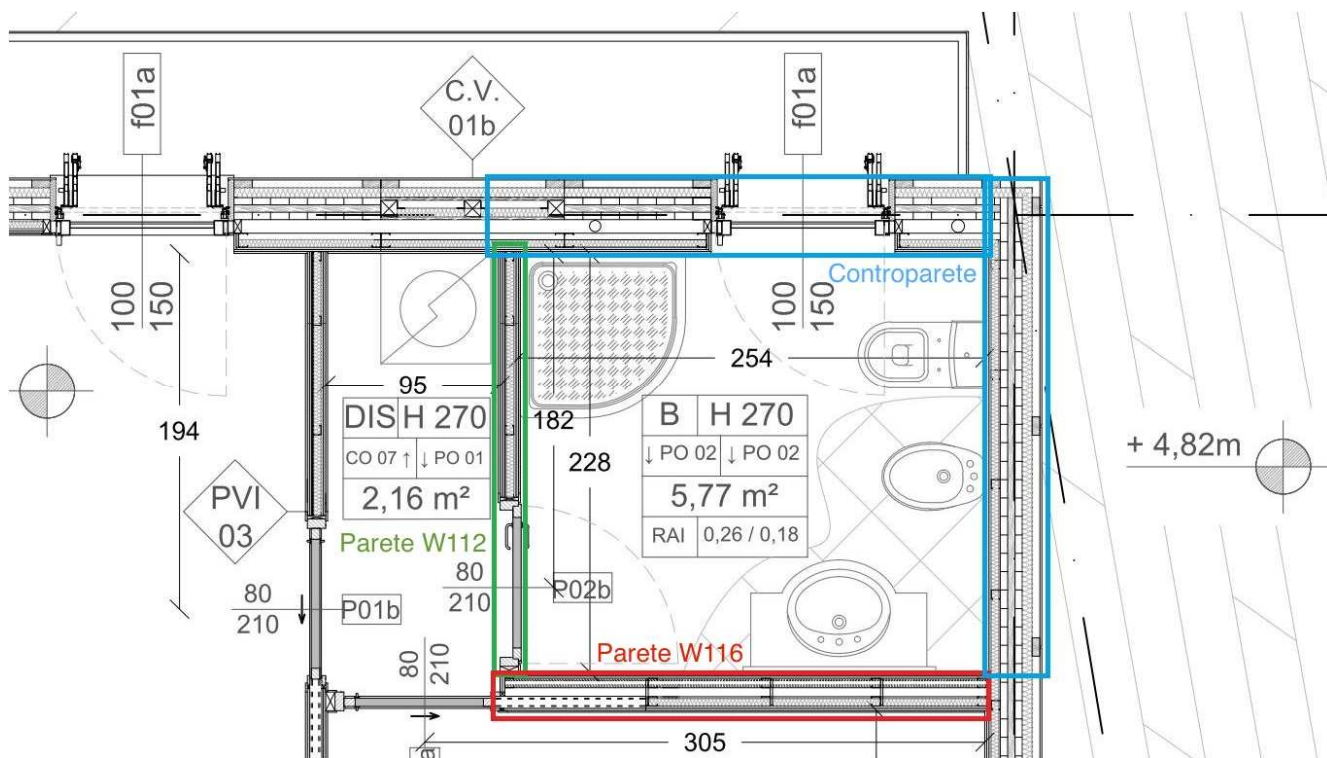 f01a
C.V.
01b
f01a
Controparete
100
150
100
150
254
95
194
182
228
DIS H 270
CO 07 ↑ ↓ PO 01
2,16 m²
B H 270
↓ PO 02 ↓ PO 02
5,77 m²
RAI 0,26 / 0,18
+ 4,82m
PVI
03
Parete W112
80
210
P02b
80
210
P01b
80
210
Parete W116
305